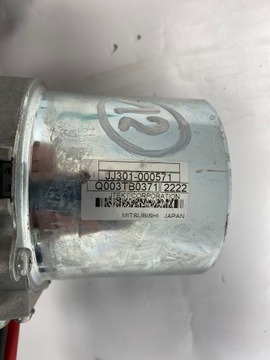 12
JJ301-000571
Q003TB0371 2222
JTEKT CORPORATION
MITSUBISHI JAPAN